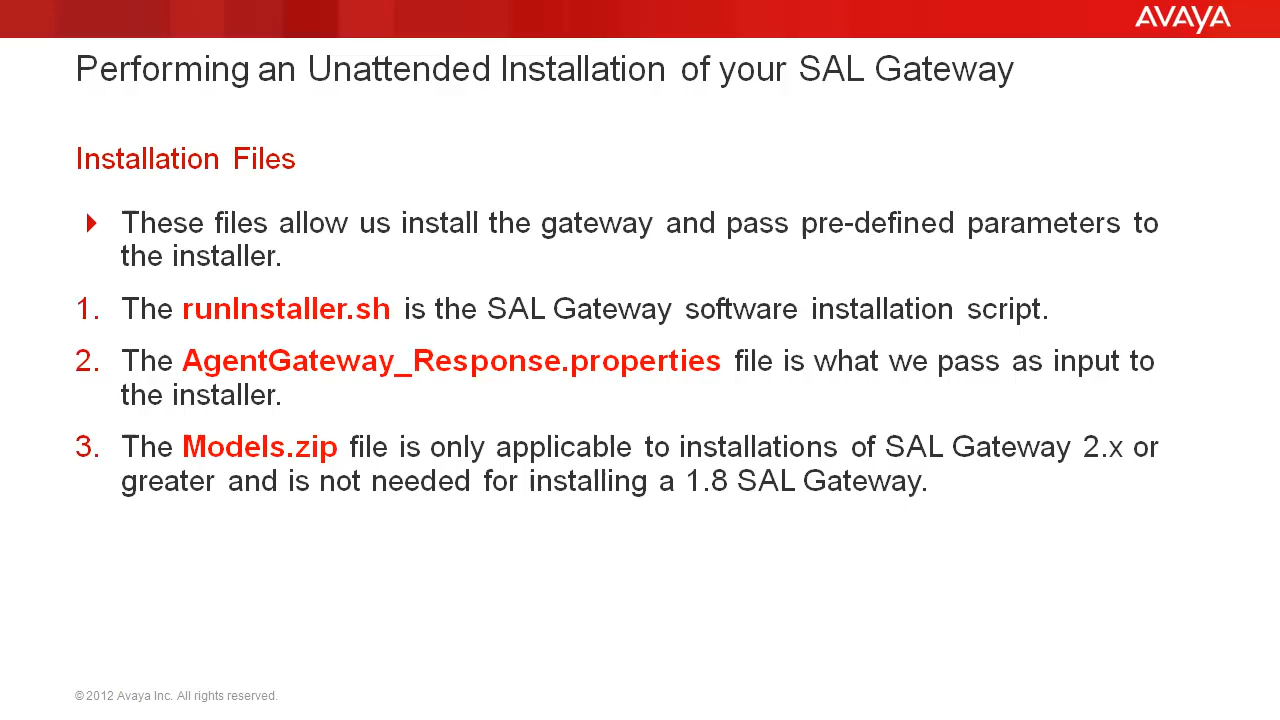 AVAYA
Performing an Unattended Installation of your SAL Gateway
Installation Files
These files allow us install the gateway and pass pre-defined parameters to
the installer.
1. The runInstaller.sh is the SAL Gateway software installation script.
2. The AgentGateway_Response.properties file is what we pass as input to
the installer.
3. The Models.zip file is only applicable to installations of SAL Gateway 2.x or
greater and is not needed for installing a 1.8 SAL Gateway.
© 2012 Avaya Inc. All rights reserved.